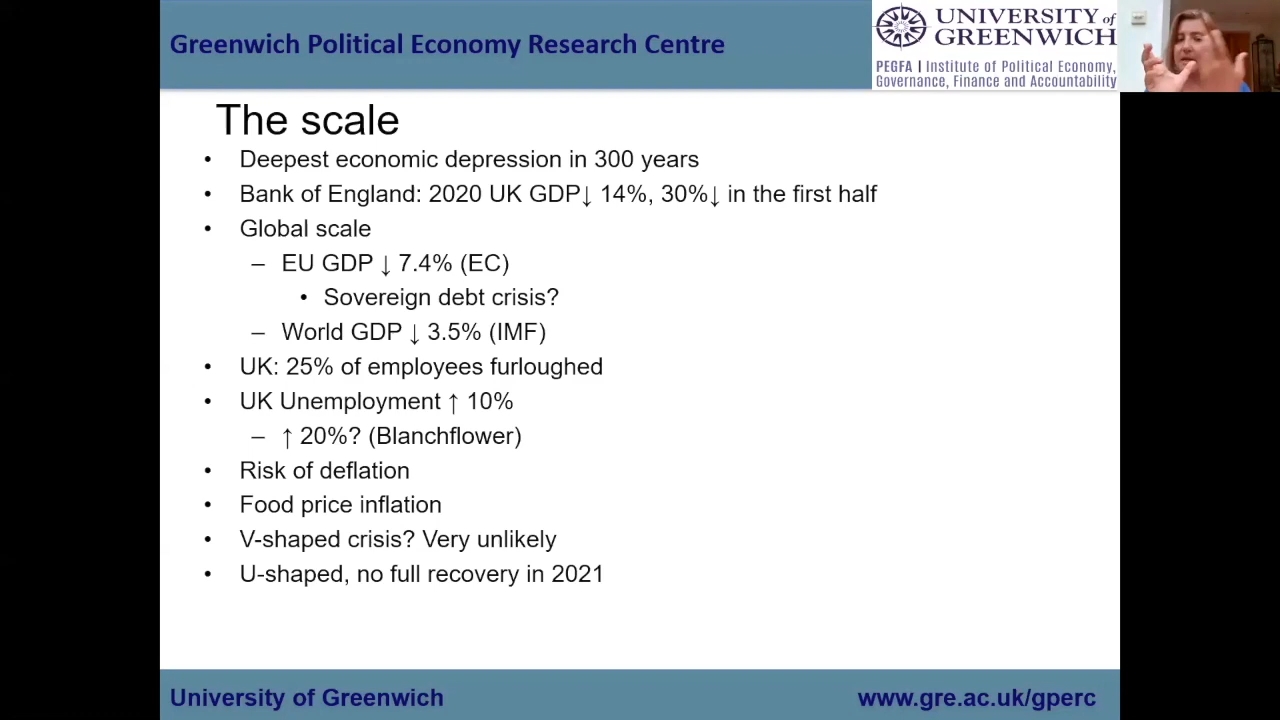 Greenwich Political Economy Research Centre
UNIVERSITY of
GREENWICH
PEGFA | Institute of Political Economy,
Governance, Finance and Accountability
The scale
• Deepest economic depression in 300 years
• Bank of England: 2020 UK GDP↓ 14%, 30%↓ in the first half
• Global scale
– EU GDP ↓ 7.4% (EC)
• Sovereign debt crisis?
– World GDP ↓ 3.5% (IMF)
• UK: 25% of employees furloughed
• UK Unemployment ↑ 10%
– ↑ 20%? (Blanchflower)
• Risk of deflation
• Food price inflation
• V-shaped crisis? Very unlikely
• U-shaped, no full recovery in 2021
University of Greenwich
www.gre.ac.uk/gperc